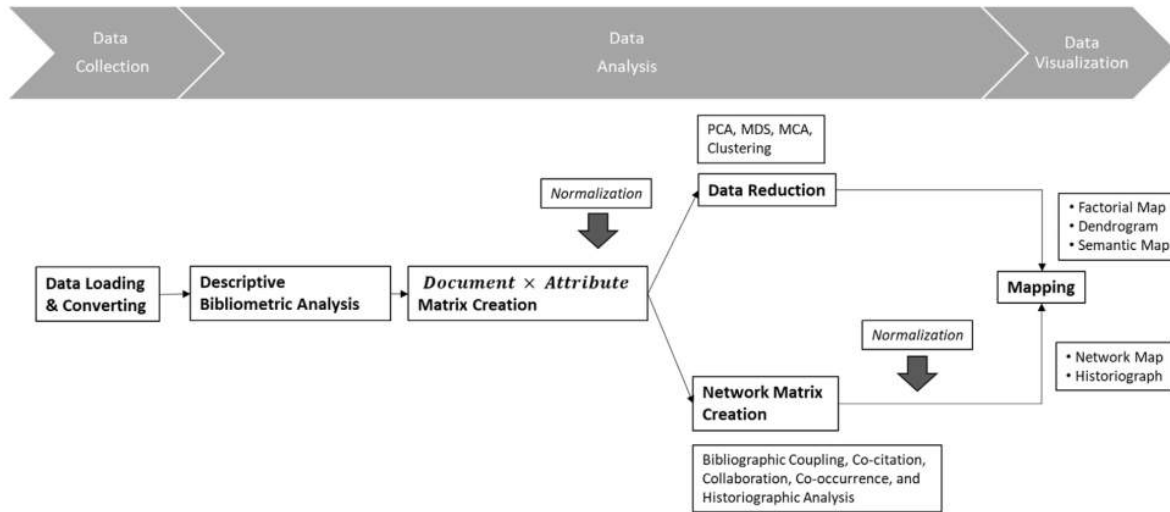 Data
Collection
Data
Analysis
Data
Visualization
PCA, MDS, MCA,
Clustering
Normalization
Data Reduction
• Factorial Map
• Dendrogram
• Semantic Map
Data Loading
& Converting
Descriptive
Bibliometric Analysis
Document × Attribute
Matrix Creation
Mapping
Normalization
• Network Map
• Historiograph
Network Matrix
Creation
Bibliographic Coupling, Co-citation,
Collaboration, Co-occurrence, and
Historiographic Analysis